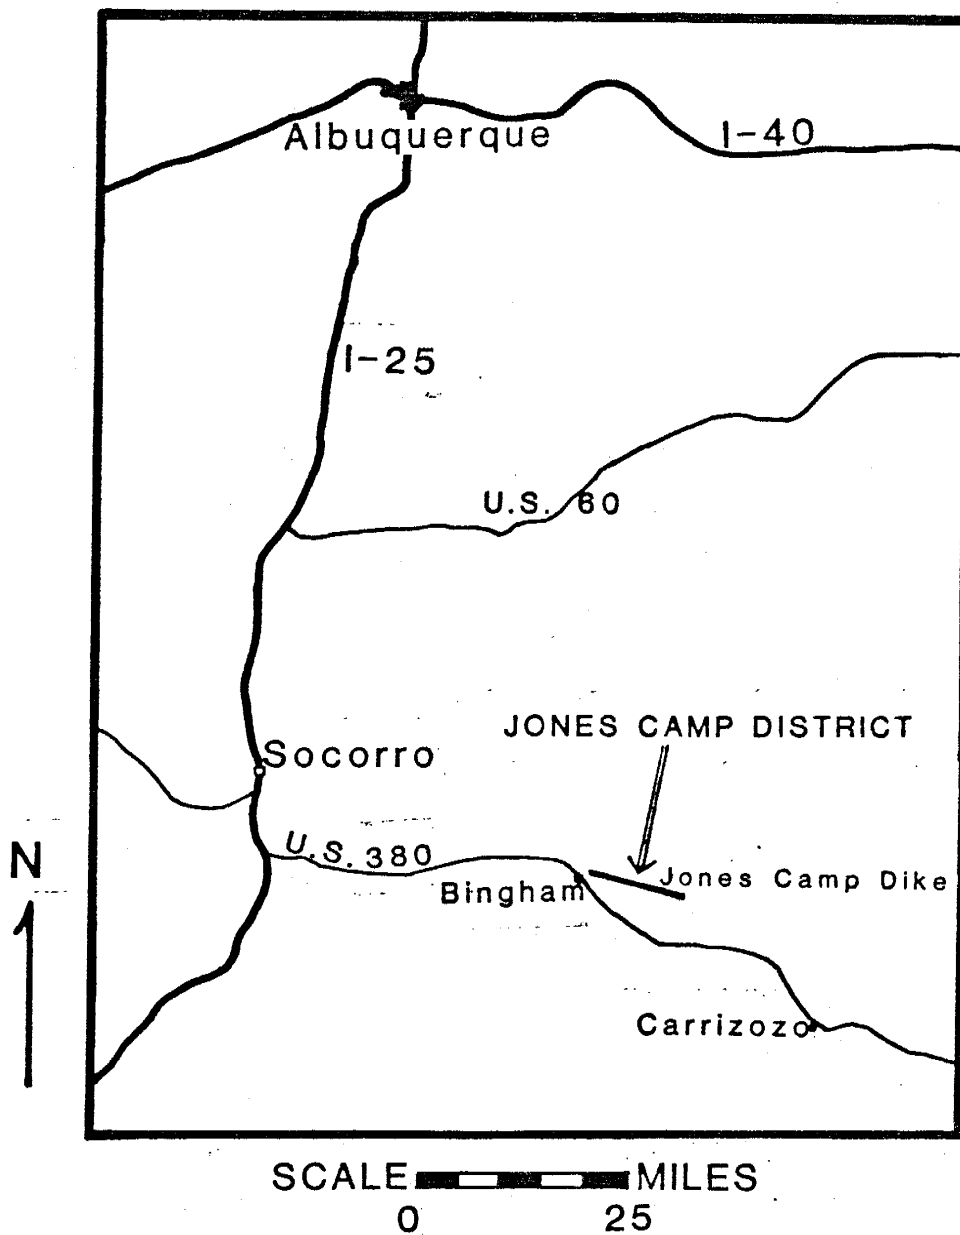 Albuquerque
I-40
I-25
U.S. 60
JONES CAMP DISTRICT
Socorro
U.S. 380
Jones Camp Dike
Bingham
N
Carrizozo
SCALE MILES
0 25